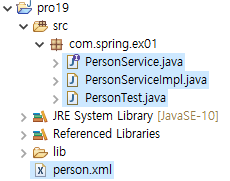 pro19
src
com.spring.ex01
PersonService.java
PersonServiceImpl.java
PersonTest.java
JRE System Library [JavaSE-10]
Referenced Libraries
lib
person.xml